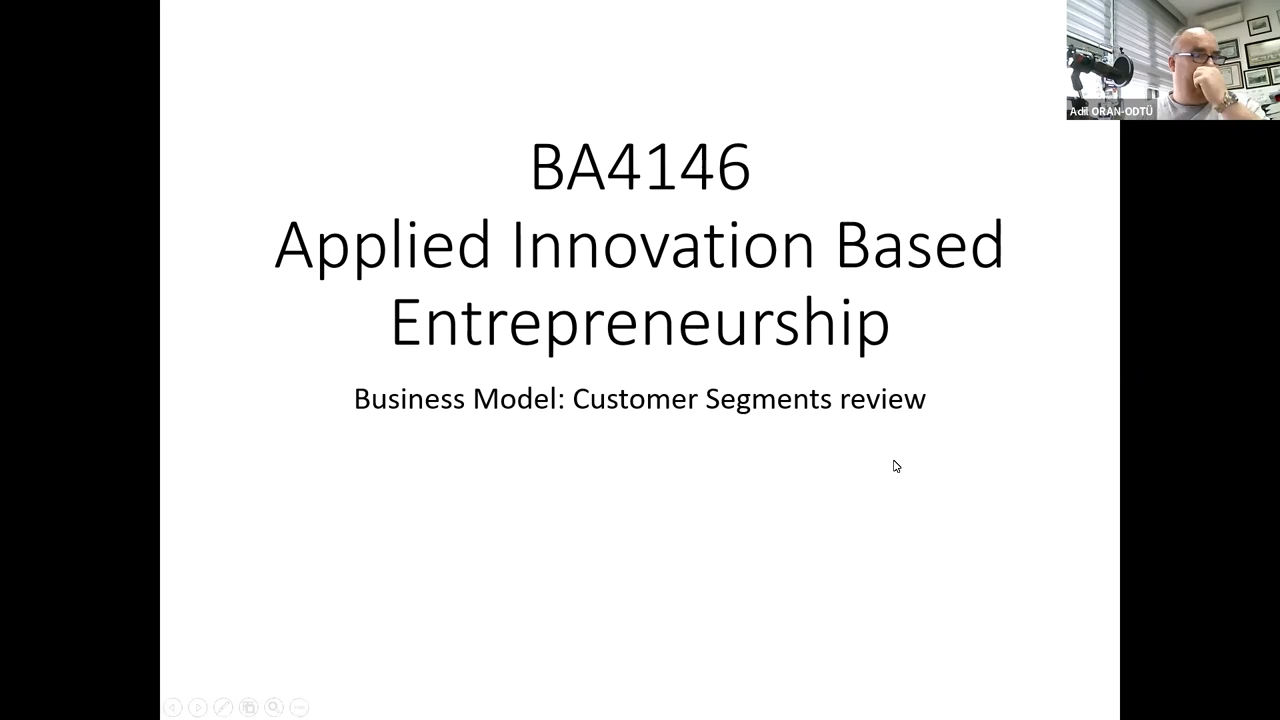 BA4146
Applied Innovation Based
Entrepreneurship
Business Model: Customer Segments review
Adil ORAN-ODTÜ